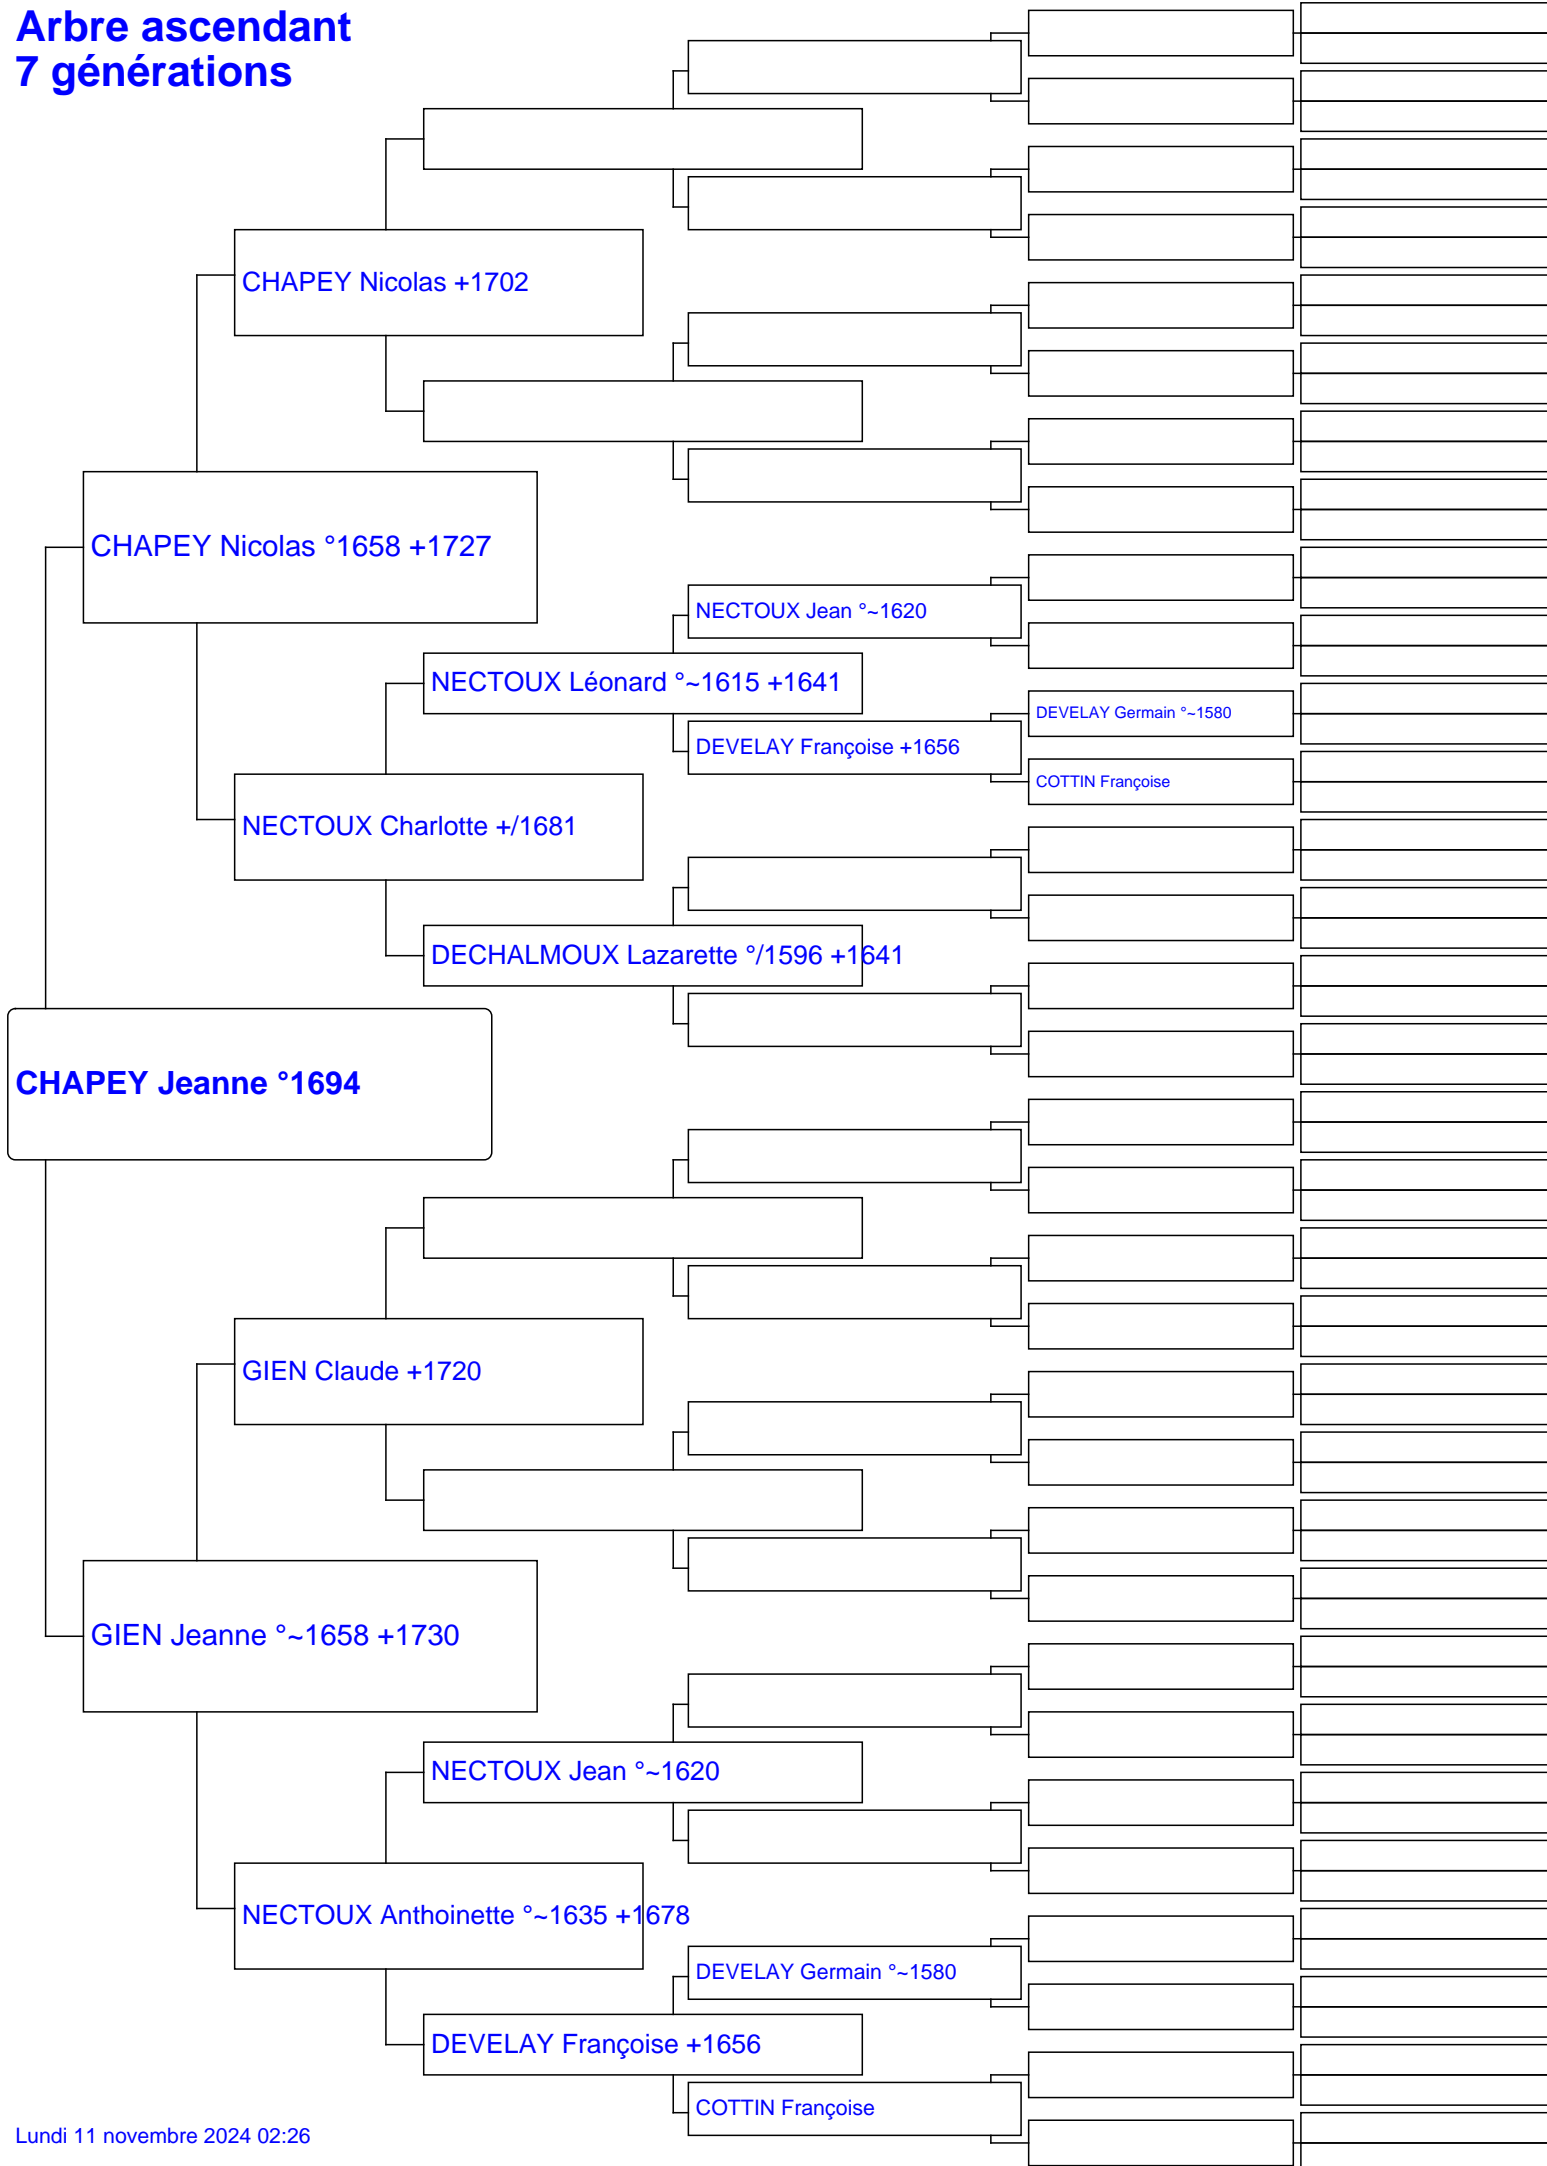 Arbre ascendant
7 générations
CHAPEY Nicolas +1702
CHAPEY Nicolas °1658 +1727
NECTOUX Jean °~1620
NECTOUX Léonard °~1615 +1641
DEVELAY Germain °~1580
DEVELAY Françoise +1656
COTTIN Françoise
NECTOUX Charlotte +/1681
DECHALMOUX Lazarette °/1596 +1641
CHAPEY Jeanne °1694
GIEN Claude +1720
GIEN Jeanne °~1658 +1730
NECTOUX Jean °~1620
NECTOUX Anthoinette °~1635 +1678
DEVELAY Germain °~1580
DEVELAY Françoise +1656
COTTIN Françoise
Lundi 11 novembre 2024 02:26